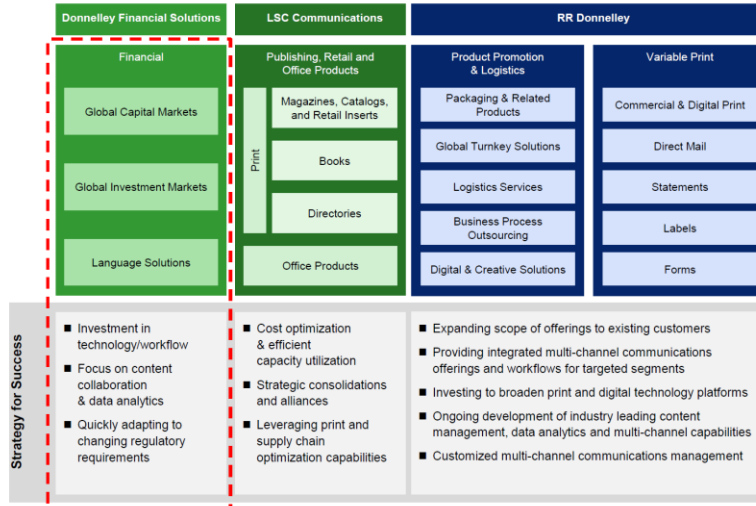 Donnelley Financial Solutions
LSC Communications
RR Donnelley
Financial
Global Capital Markets
Global Investment Markets
Language Solutions
Publishing, Retail and
Office Products
Print
Magazines, Catalogs,
and Retail Inserts
Books
Directories
Office Products
Product Promotion
& Logistics
Packaging & Related
Products
Global Turnkey Solutions
Logistics Services
Business Process
Outsourcing
Digital & Creative Solutions
Variable Print
Commercial & Digital Print
Direct Mail
Statements
Labels
Forms
Strategy for Success
■ Investment in
technology/workflow
■ Focus on content
collaboration
& data analytics
■ Quickly adapting to
changing regulatory
requirements
■ Cost optimization
& efficient
capacity utilization
■ Strategic consolidations
and alliances
■ Leveraging print and
supply chain
optimization capabilities
■ Expanding scope of offerings to existing customers
■ Providing integrated multi-channel communications
offerings and workflows for targeted segments
■ Investing to broaden print and digital technology platforms
■ Ongoing development of industry leading content
management, data analytics and multi-channel capabilities
■ Customized multi-channel communications management